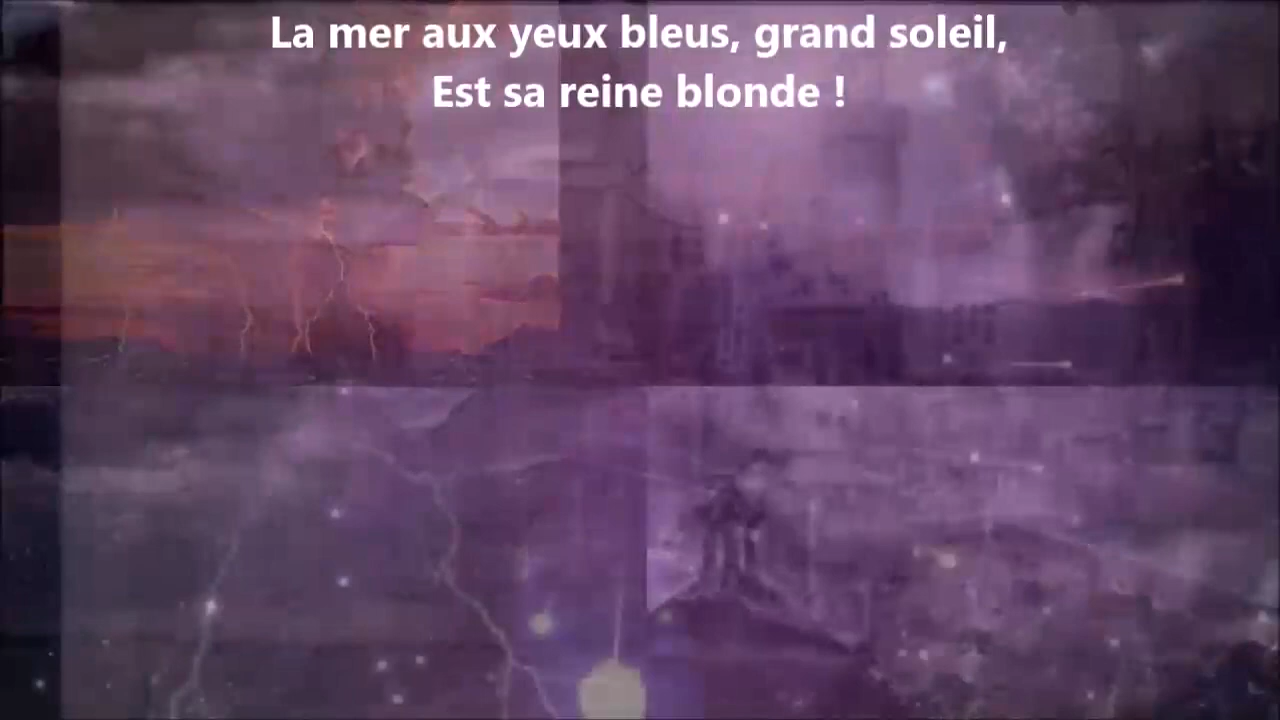 La mer aux yeux bleus, grand soleil,
Est sa reine blonde !